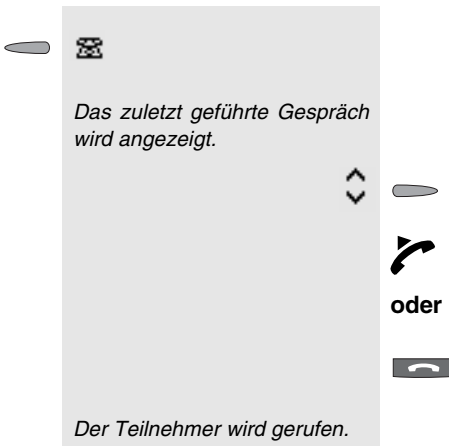 Das zuletzt geführte Gespräch
wird angezeigt.
oder
Der Teilnehmer wird gerufen.